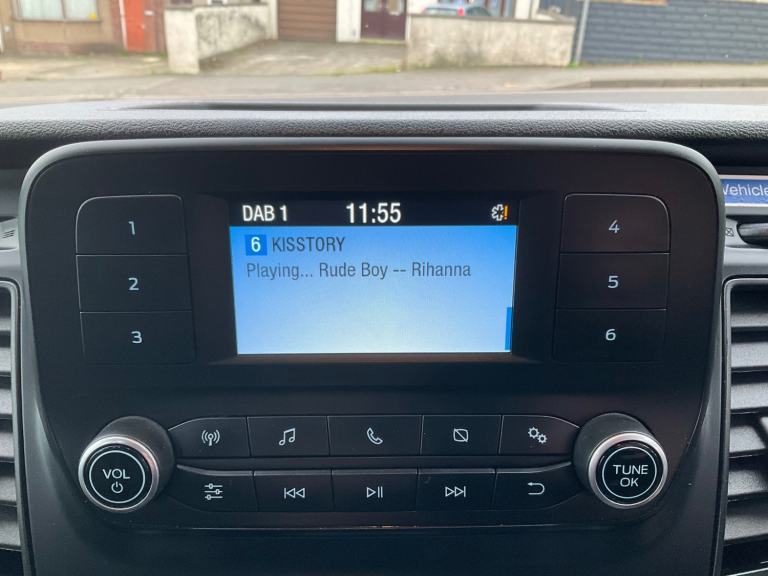 DAB 1 11:55
6 KISSTORY
Playing... Rude Boy -- Rihanna
1
2
3
4
5
6
VOL
TUNE
OK
Vehicle